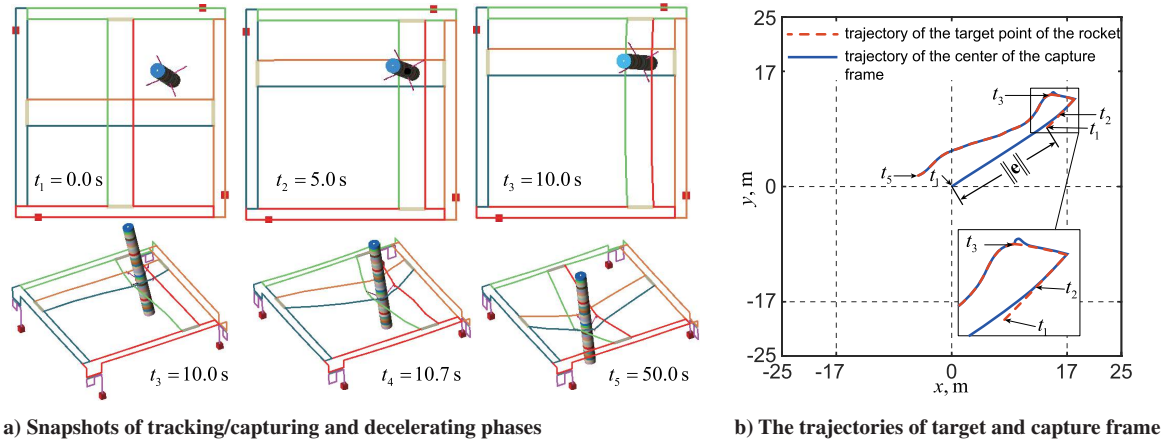 t₁ = 0.0 s
t₂ = 5.0 s
t₃ = 10.0 s
t₃ = 10.0 s
t₄ = 10.7 s
t₅ = 50.0 s
a) Snapshots of tracking/capturing and decelerating phases
25
17
0
-17
-25
y, m
trajectory of the target point of the rocket
trajectory of the center of the capture
frame
t₃
t₂
t₁
t₅
t₁
||e||
t₃
t₂
t₁
-25
-17
0
17
25
x, m
b) The trajectories of target and capture frame